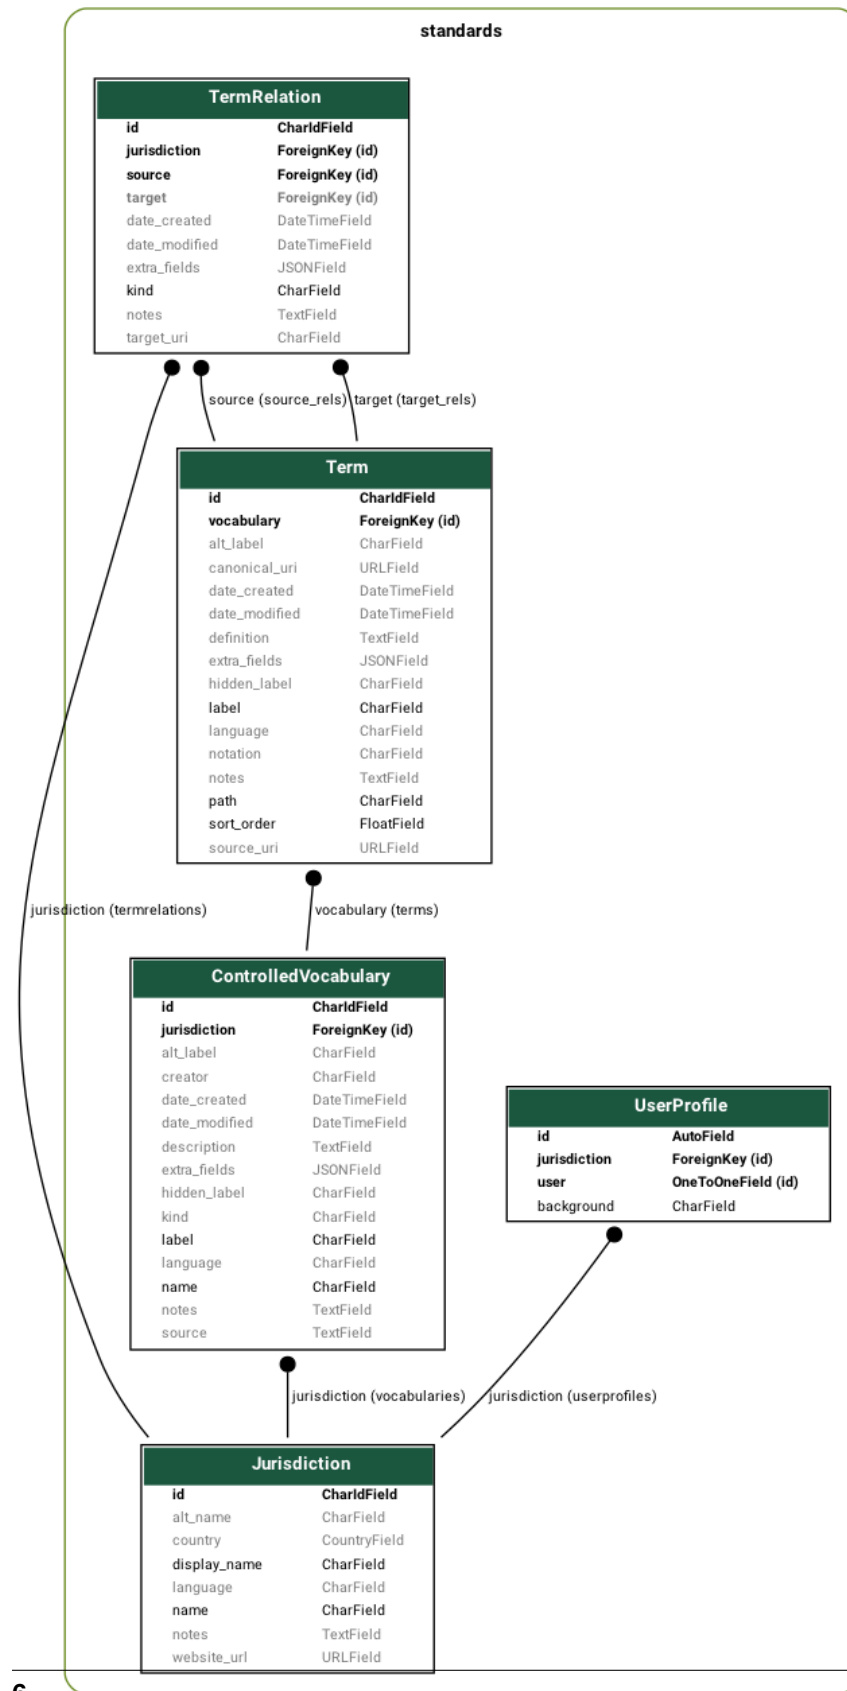 standards
TermRelation
id CharIdField
jurisdiction ForeignKey (id)
source ForeignKey (id)
target ForeignKey (id)
date_created DateTimeField
date_modified DateTimeField
extra_fields JSONField
kind CharField
notes TextField
target_uri CharField
source (source_rels) target (target_rels)
Term
id CharIdField
vocabulary ForeignKey (id)
alt_label CharField
canonical_uri URLField
date_created DateTimeField
date_modified DateTimeField
definition TextField
extra_fields JSONField
hidden_label CharField
label CharField
language CharField
notation CharField
notes TextField
path CharField
sort_order FloatField
source_uri URLField
jurisdiction (termrelations) vocabulary (terms)
ControlledVocabulary
id CharIdField
jurisdiction ForeignKey (id)
alt_label CharField
creator CharField
date_created DateTimeField
date_modified DateTimeField
description TextField
extra_fields JSONField
hidden_label CharField
kind CharField
label CharField
language CharField
name CharField
notes TextField
source TextField
UserProfile
id AutoField
jurisdiction ForeignKey (id)
user OneToOneField (id)
background CharField
jurisdiction (vocabularies) jurisdiction (userprofiles)
Jurisdiction
id CharIdField
alt_name CharField
country CountryField
display_name CharField
language CharField
name CharField
notes TextField
website_url URLField